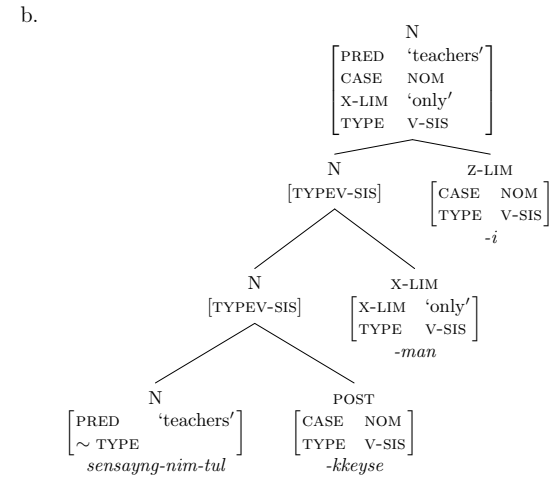 b.
N
PRED ‘teachers′
CASE NOM
X-LIM ‘only′
TYPE V-SIS
N Z-LIM
[TYPEV-SIS] CASE NOM
TYPE V-SIS
-i
N X-LIM
[TYPEV-SIS] X-LIM ‘only′
TYPE V-SIS
-man
N POST
PRED ‘teachers′ CASE NOM
∼ TYPE TYPE V-SIS
sensayng-nim-tul -kkeyse